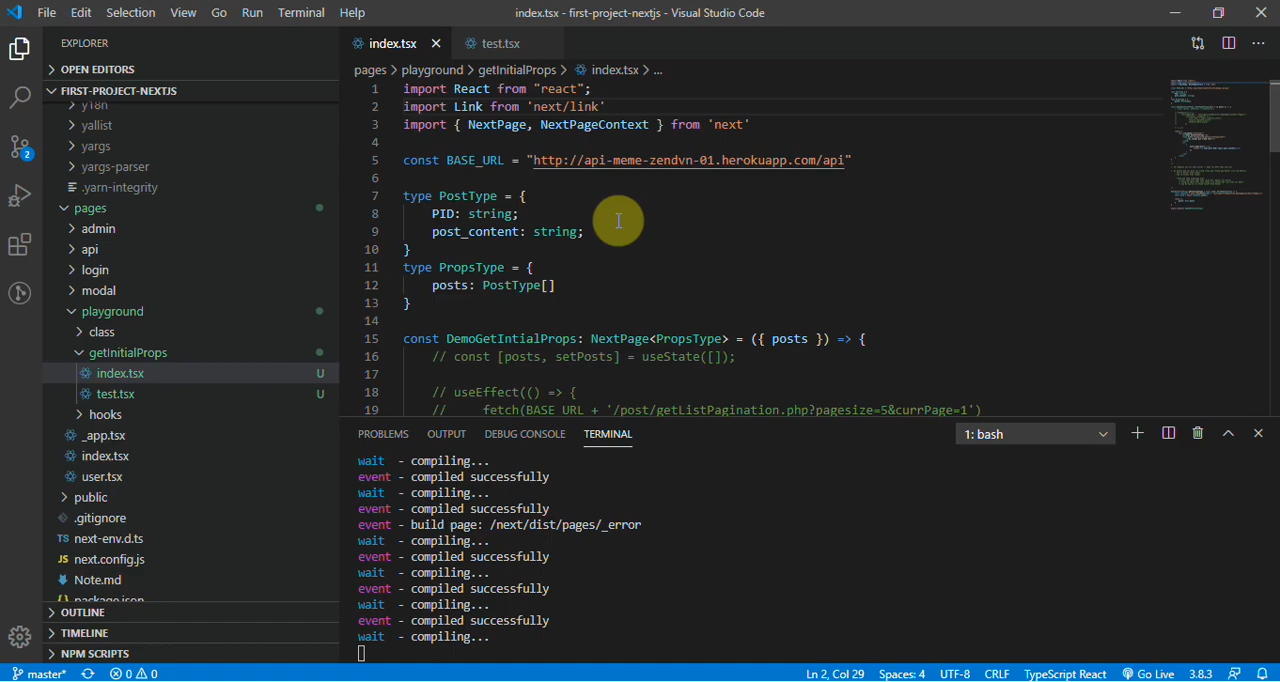 File Edit Selection View Go Run Terminal Help
index.tsx - first-project-nextjs - Visual Studio Code
EXPLORER
OPEN EDITORS
FIRST-PROJECT-NEXTJS
y18n
yallist
yargs
yargs-parser
.yarn-integrity
pages
admin
api
login
modal
playground
class
getInitialProps
index.tsx U
test.tsx U
hooks
_app.tsx
index.tsx
user.tsx
public
.gitignore
TS next-env.d.ts
JS next.config.js
Note.md
{} package.json
OUTLINE
TIMELINE
NPM SCRIPTS
2
index.tsx
test.tsx
pages > playground > getInitialProps > index.tsx > ...
1 import React from "react";
2 import Link from 'next/link'
3 import { NextPage, NextPageContext } from 'next'
4
5 const BASE_URL = "http://api-meme-zendvn-01.herokuapp.com/api"
6
7 type PostType = {
8 PID: string;
9 post_content: string;
10 }
11 type PropsType = {
12 posts: PostType[]
13 }
14
15 const DemoGetIntialProps: NextPage<PropsType> = ({ posts }) => {
16 // const [posts, setPosts] = useState([]);
17
18 // useEffect(() => {
19 // fetch(BASE_URL + '/post/getListPagination.php?pagesize=5&currPage=1')
PROBLEMS OUTPUT DEBUG CONSOLE TERMINAL
1: bash
wait - compiling...
event - compiled successfully
wait - compiling...
event - compiled successfully
event - build page: /next/dist/pages/_error
wait - compiling...
event - compiled successfully
wait - compiling...
event - compiled successfully
wait - compiling...
event - compiled successfully
wait - compiling...
master* 0 0
Ln 2, Col 29 Spaces: 4 UTF-8 CRLF TypeScript React Go Live 3.8.3